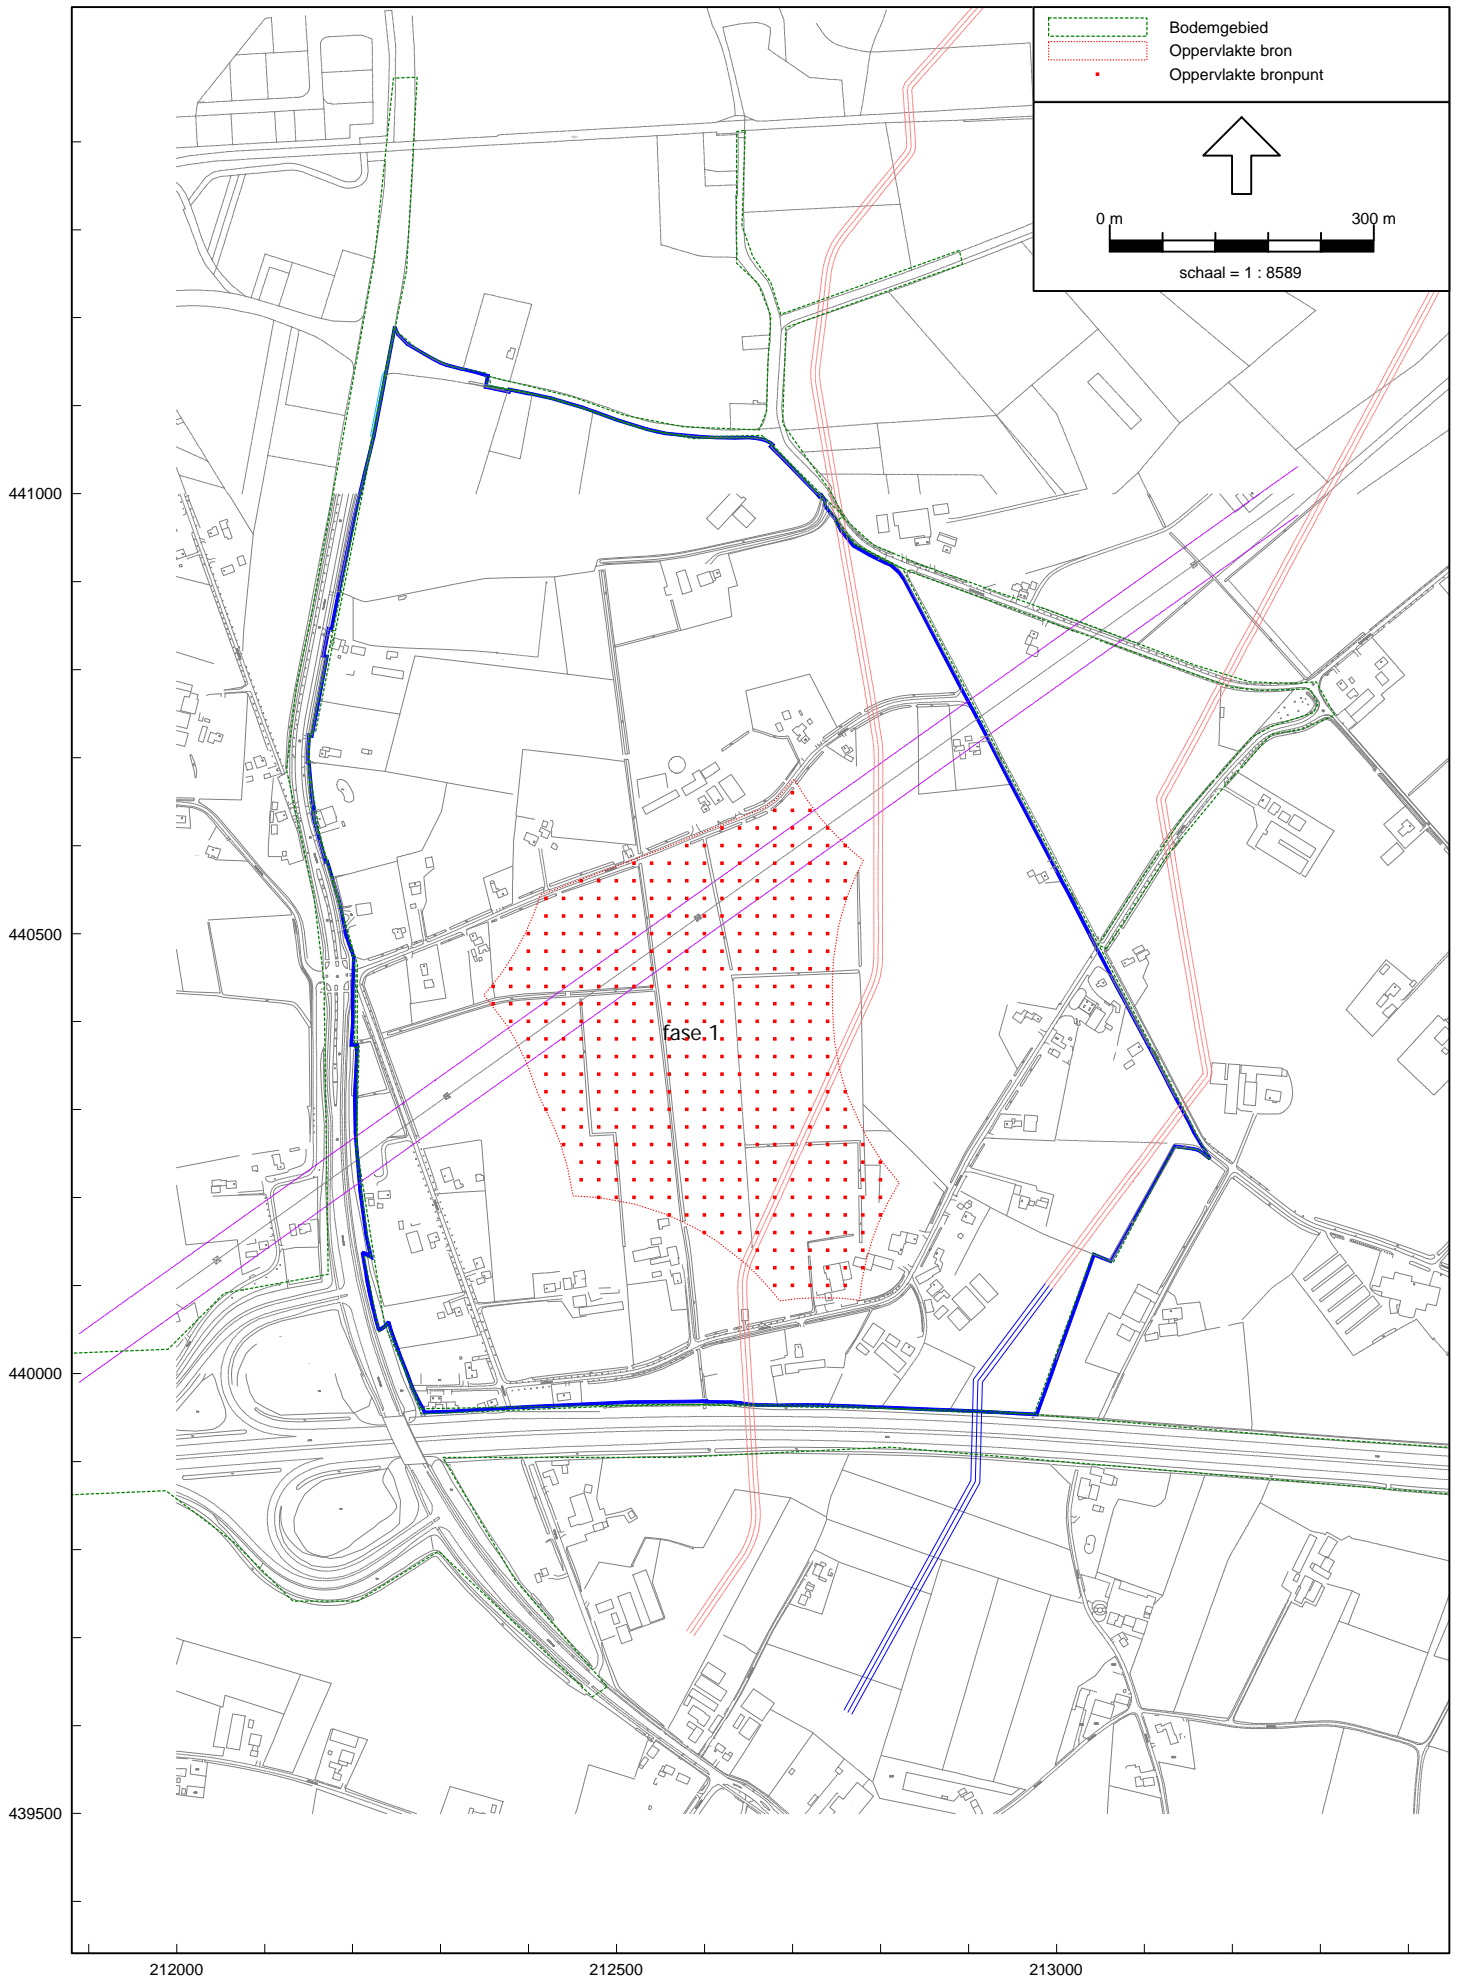 Bodemgebied
Oppervlakte bron
Oppervlakte bronpunt
0 m 300 m
schaal = 1 : 8589
441000
440500
fase 1
440000
439500
212000 212500 213000